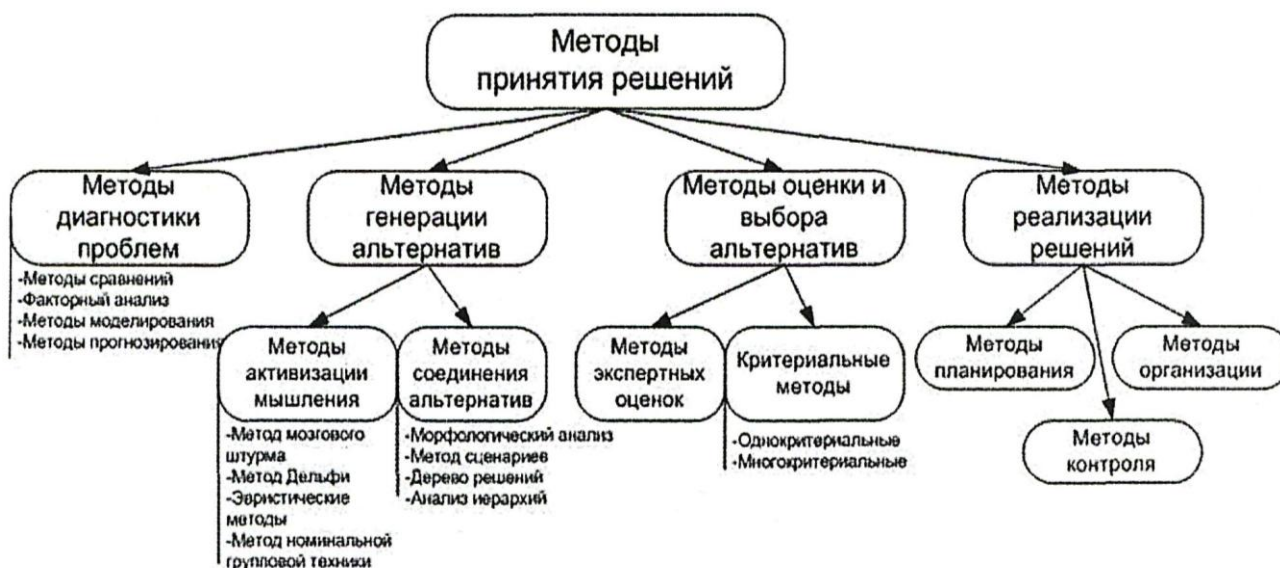 Методы
принятия решений
Методы
диагностики
проблем
-Методы сравнений
-Факторный анализ
-Методы моделирования
-Методы прогнозирования
Методы
генерации
альтернатив
Методы
активизации
мышления
-Метод мозгового
штурма
-Метод Дельфи
-Эвристические
методы
-Метод номинальной
групповой техники
Методы
соединения
альтернатив
-Морфологический анализ
-Метод сценариев
-Дерево решений
-Анализ иерархий
Методы оценки и
выбора
альтернатив
Методы
экспертных
оценок
Критериальные
методы
-Однокритериальные
-Многокритериальные
Методы
реализации
решений
Методы
планирования
Методы
организации
Методы
контроля